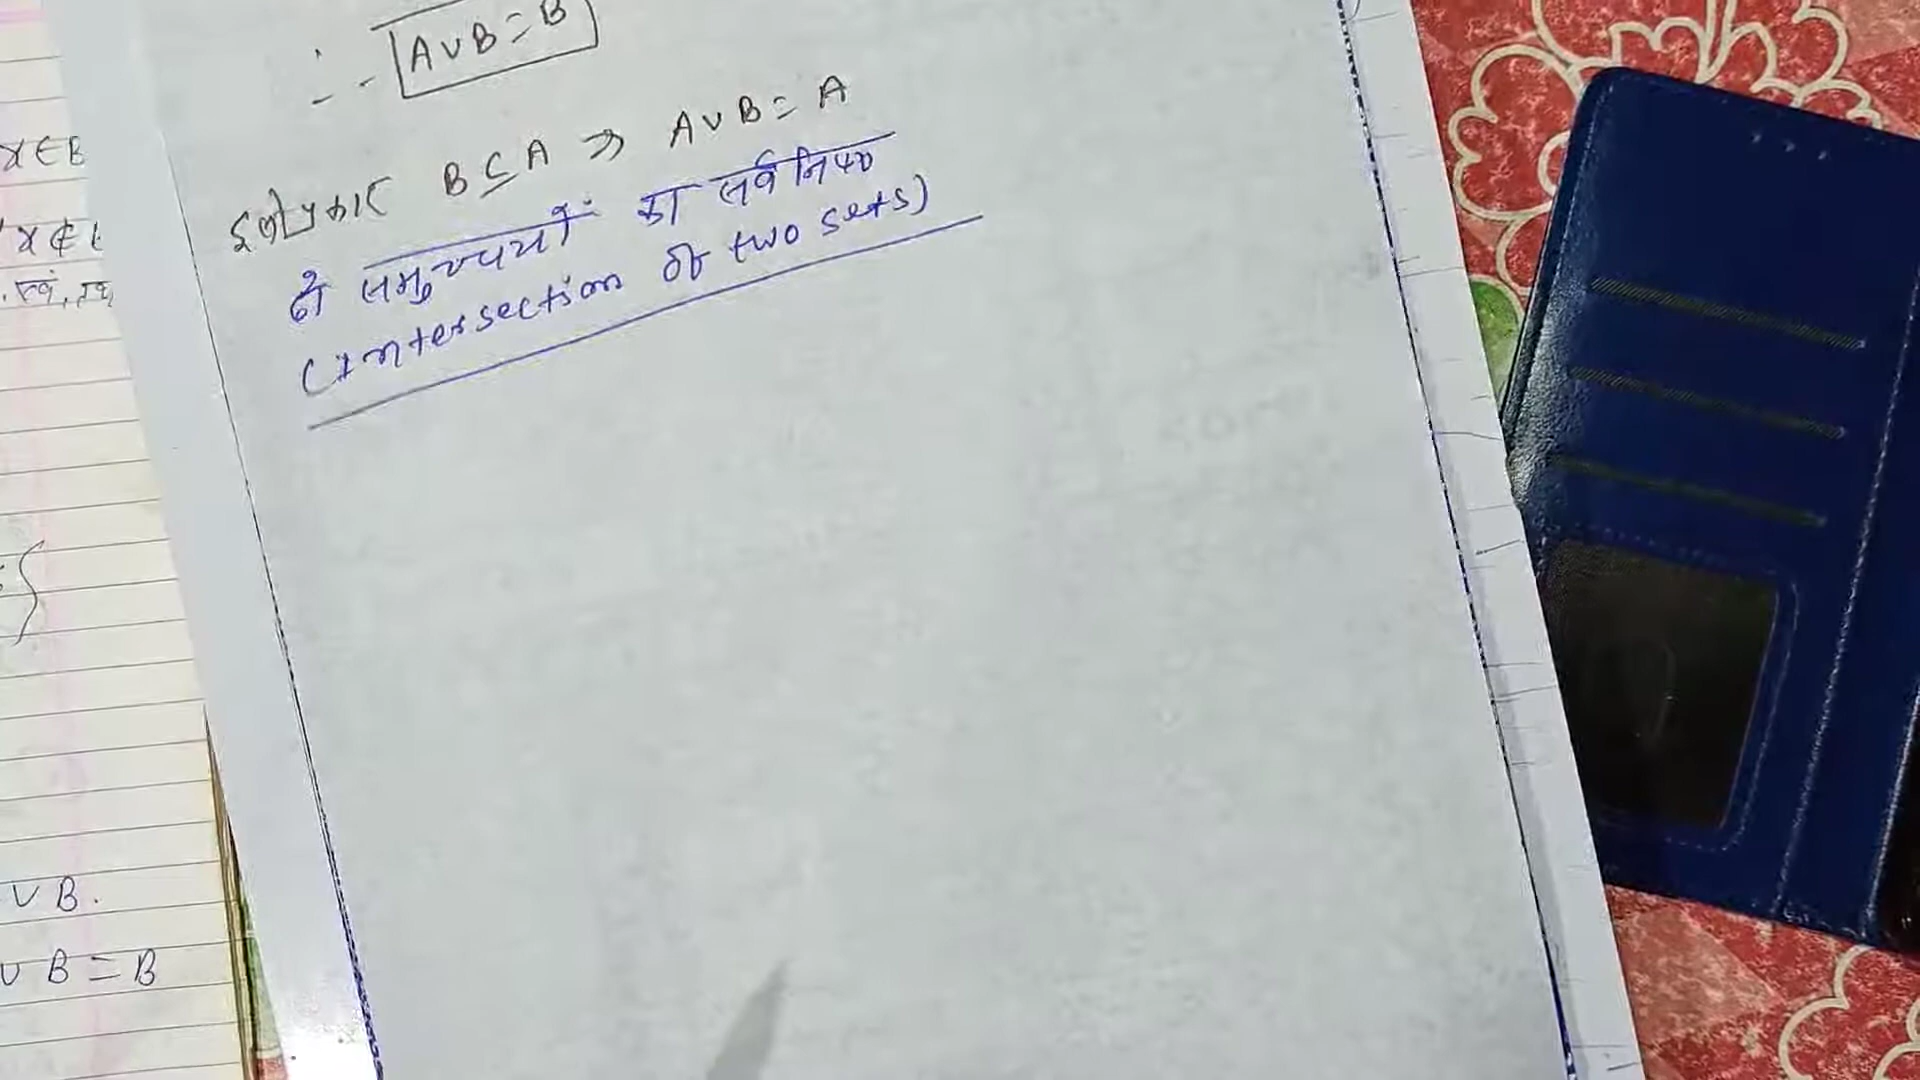 ∴ A∪B=B
इसी प्रकार B⊆A ⇒ A∪B=A
दो समुच्चयों का सर्वनिष्ठ
(Intersection of two sets)
x∈B
x∉
∪ B.
∪ B = B